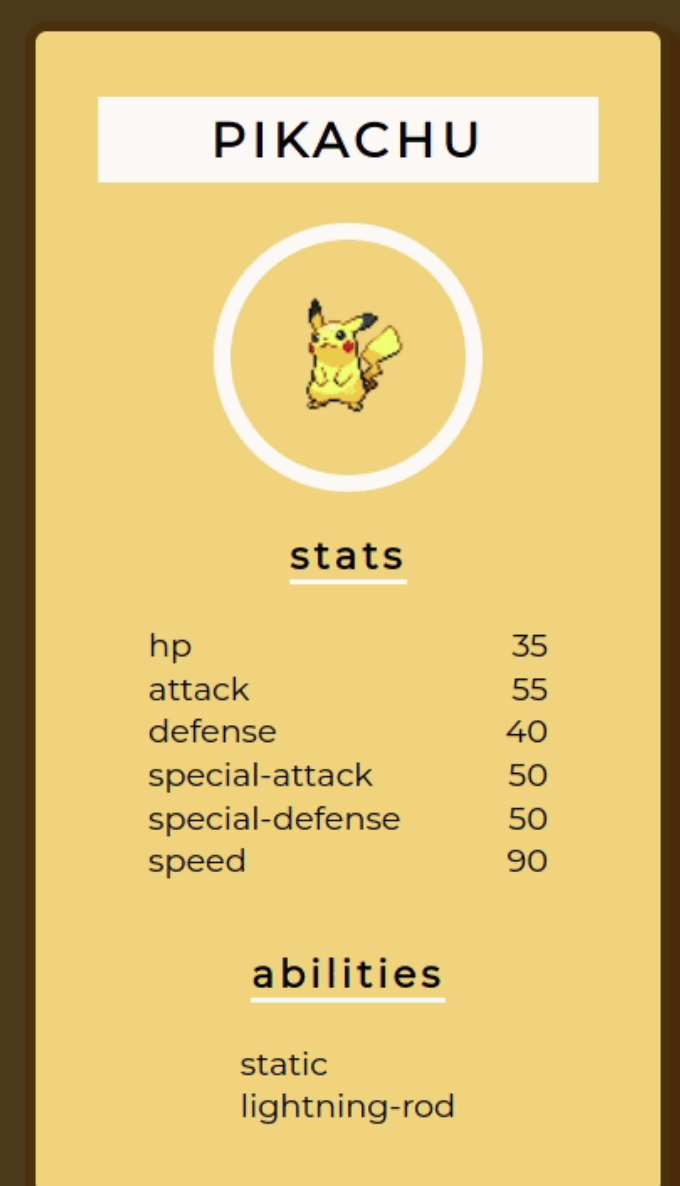 PIKACHU
stats
hp 35
attack 55
defense 40
special-attack 50
special-defense 50
speed 90
abilities
static
lightning-rod